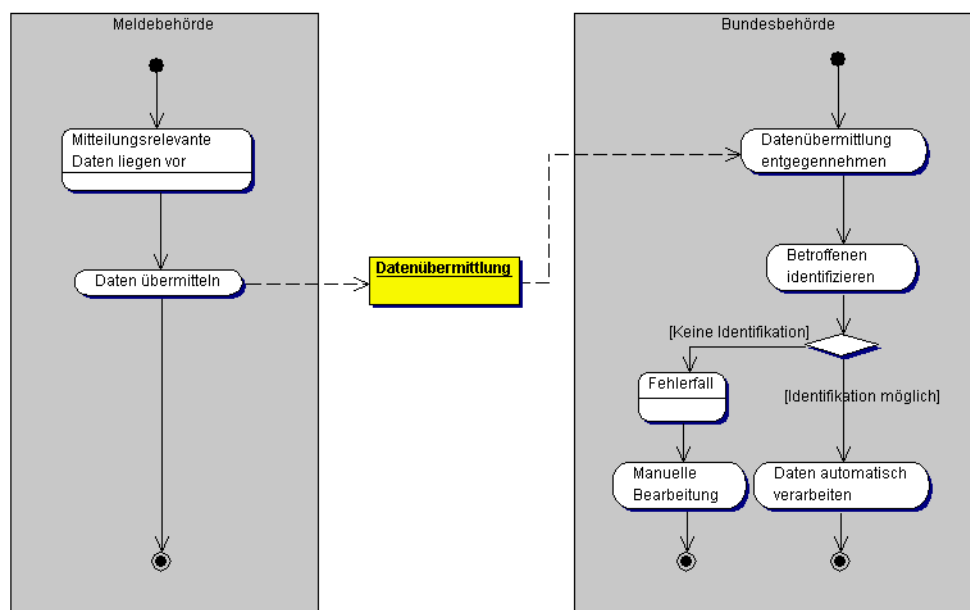 Meldebehörde
Mitteilungsrelevante
Daten liegen vor
Daten übermitteln
Datenübermittlung
Bundesbehörde
Datenübermittlung
entgegennehmen
Betroffenen
identifizieren
[Keine Identifikation]
Fehlerfall
[Identifikation möglich]
Manuelle
Bearbeitung
Daten automatisch
verarbeiten